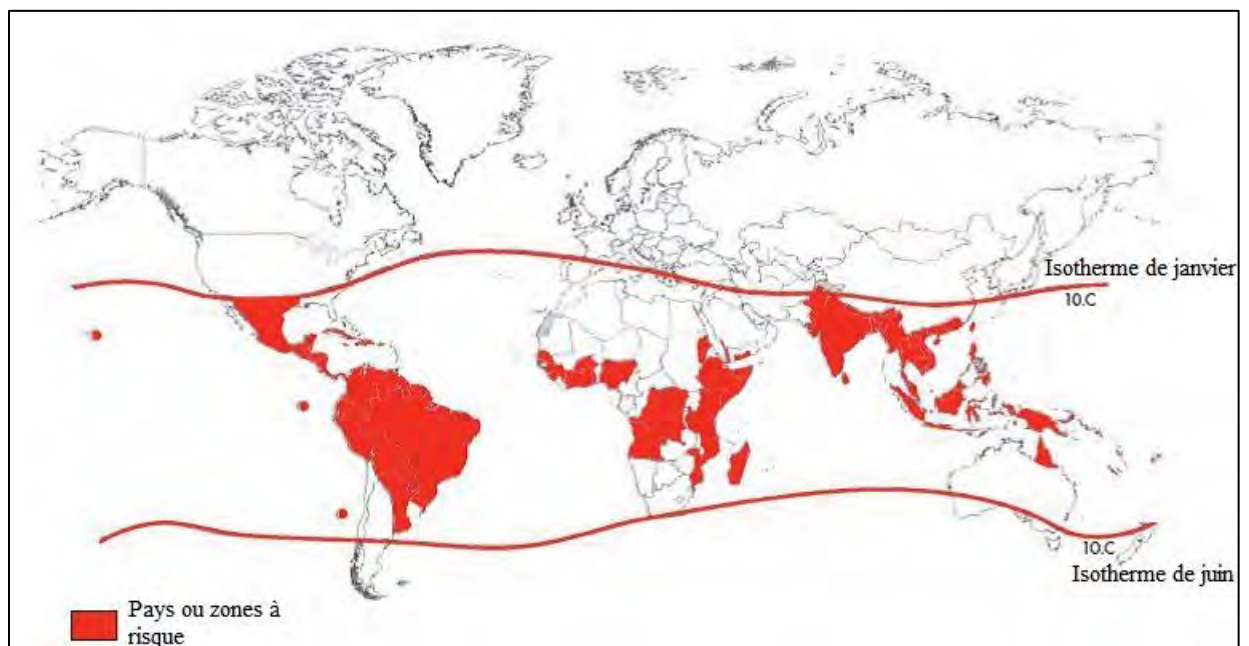 Isotherme de janvier
10.C
10.C
Isotherme de juin
Pays ou zones à
risque